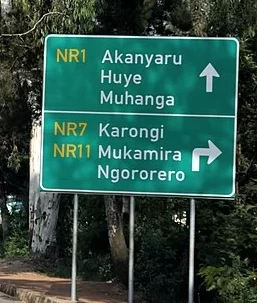 NR1 Akanyaru
Huye
Muhanga
NR7 Karongi
NR11 Mukamira
Ngororero